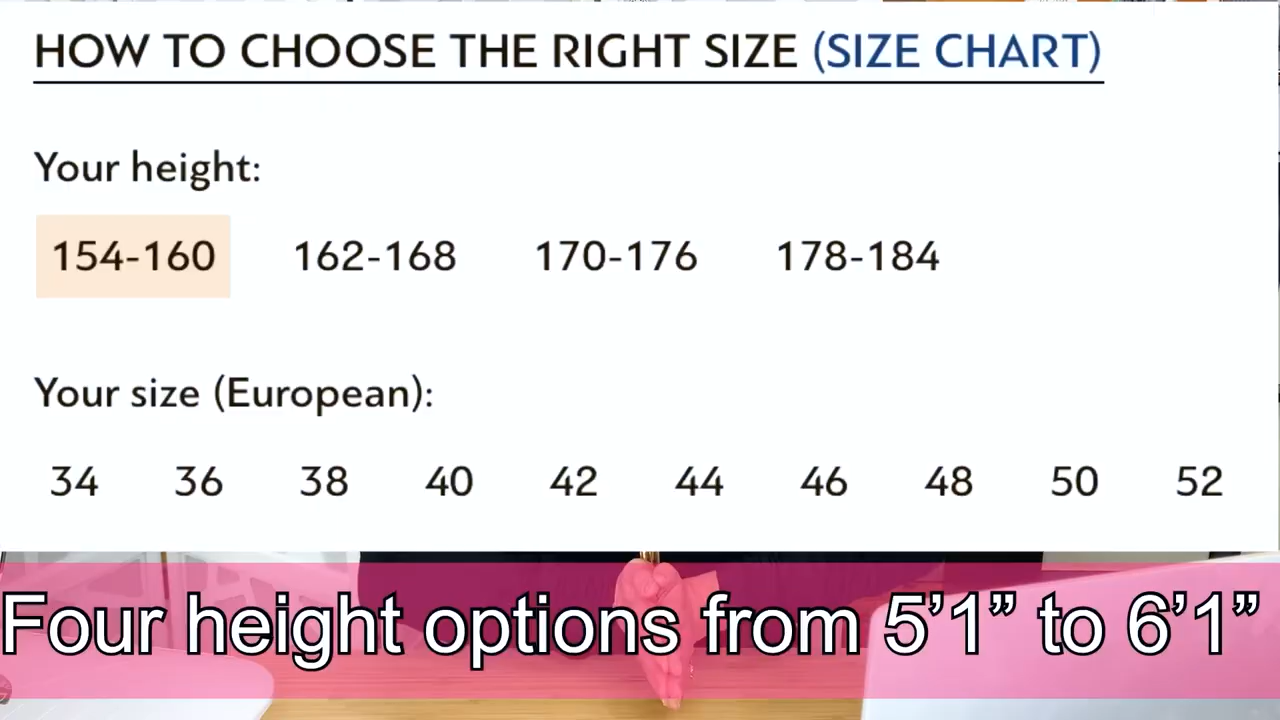 HOW TO CHOOSE THE RIGHT SIZE (SIZE CHART)
Your height:
154-160 162-168 170-176 178-184
Your size (European):
34 36 38 40 42 44 46 48 50 52
Four height options from 5’1” to 6’1”